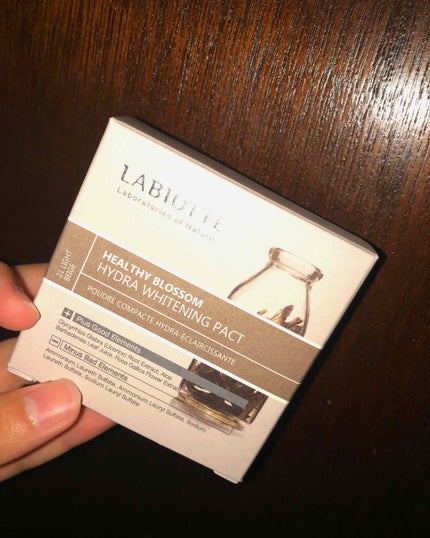 LABIOTTE
Laboratories of Nature
21 LIGHT
BEIGE
HEALTHY BLOSSOM
HYDRA WHITENING PACT
POUDRE COMPACTE HYDRA-ÉCLAIRCISSANTE
+ Plus Good Elements
Glycyrrhiza Glabra (Licorice) Root Extract, Aloe
Barbadensis Leaf Juice, Rosa Gallica Flower Extract
- Minus Bad Elements
Ammonium Laureth Sulfate, Ammonium Lauryl Sulfate, Sodium
Laureth Sulfate, Sodium Lauryl Sulfate